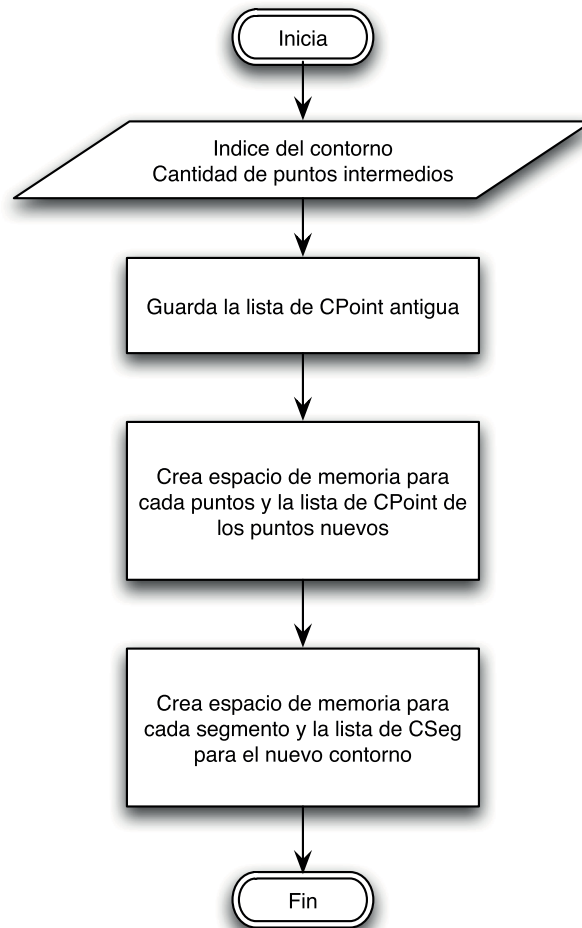 Inicia
Indice del contorno
Cantidad de puntos intermedios
Guarda la lista de CPoint antigua
Crea espacio de memoria para
cada puntos y la lista de CPoint de
los puntos nuevos
Crea espacio de memoria para
cada segmento y la lista de CSeg
para el nuevo contorno
Fin